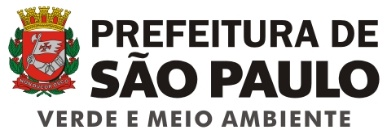 PREFEITURA DE
SÃO PAULO
VERDE E MEIO AMBIENTE